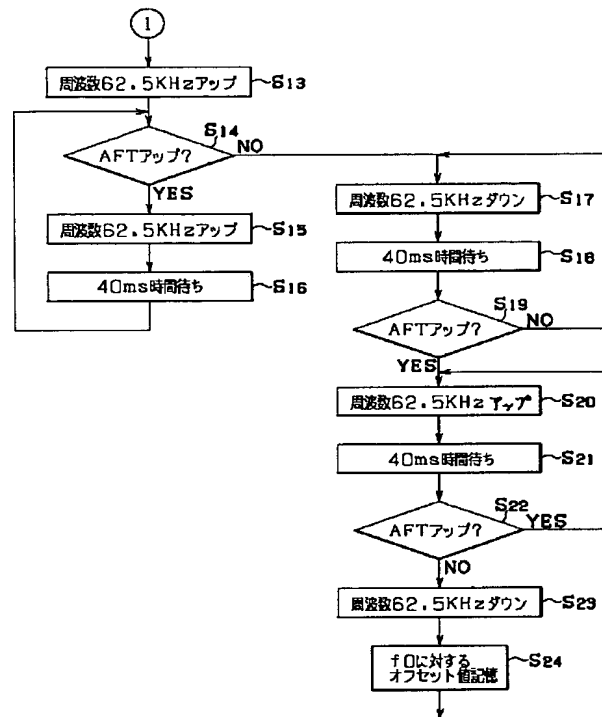 1
周波数62.5KHzアップ
S13
S14
AFTアップ?
NO
YES
周波数62.5KHzアップ
S15
40ms時間待ち
S16
周波数62.5KHzダウン
S17
40ms時間待ち
S18
S19
AFTアップ?
NO
YES
周波数62.5KHzアップ
S20
40ms時間待ち
S21
S22
AFTアップ?
YES
NO
周波数62.5KHzダウン
S23
f0に対する
オフセット値記憶
S24